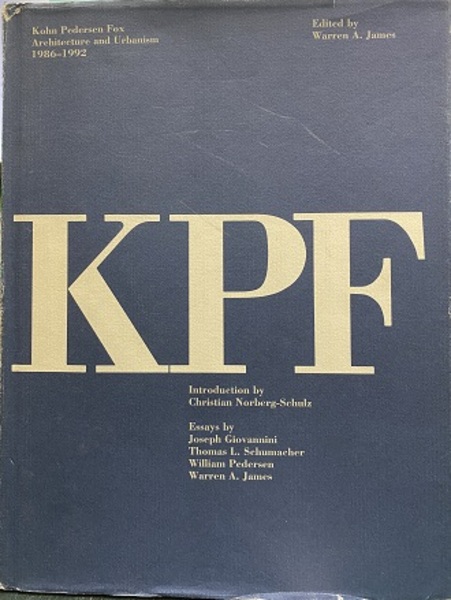 Kohn Pedersen Fox
Architecture and Urbanism
1986-1992
Edited by
Warren A. James
KPF
Introduction by
Christian Norberg-Schulz
Essays by
Joseph Giovannini
Thomas L. Schumacher
William Pedersen
Warren A. James